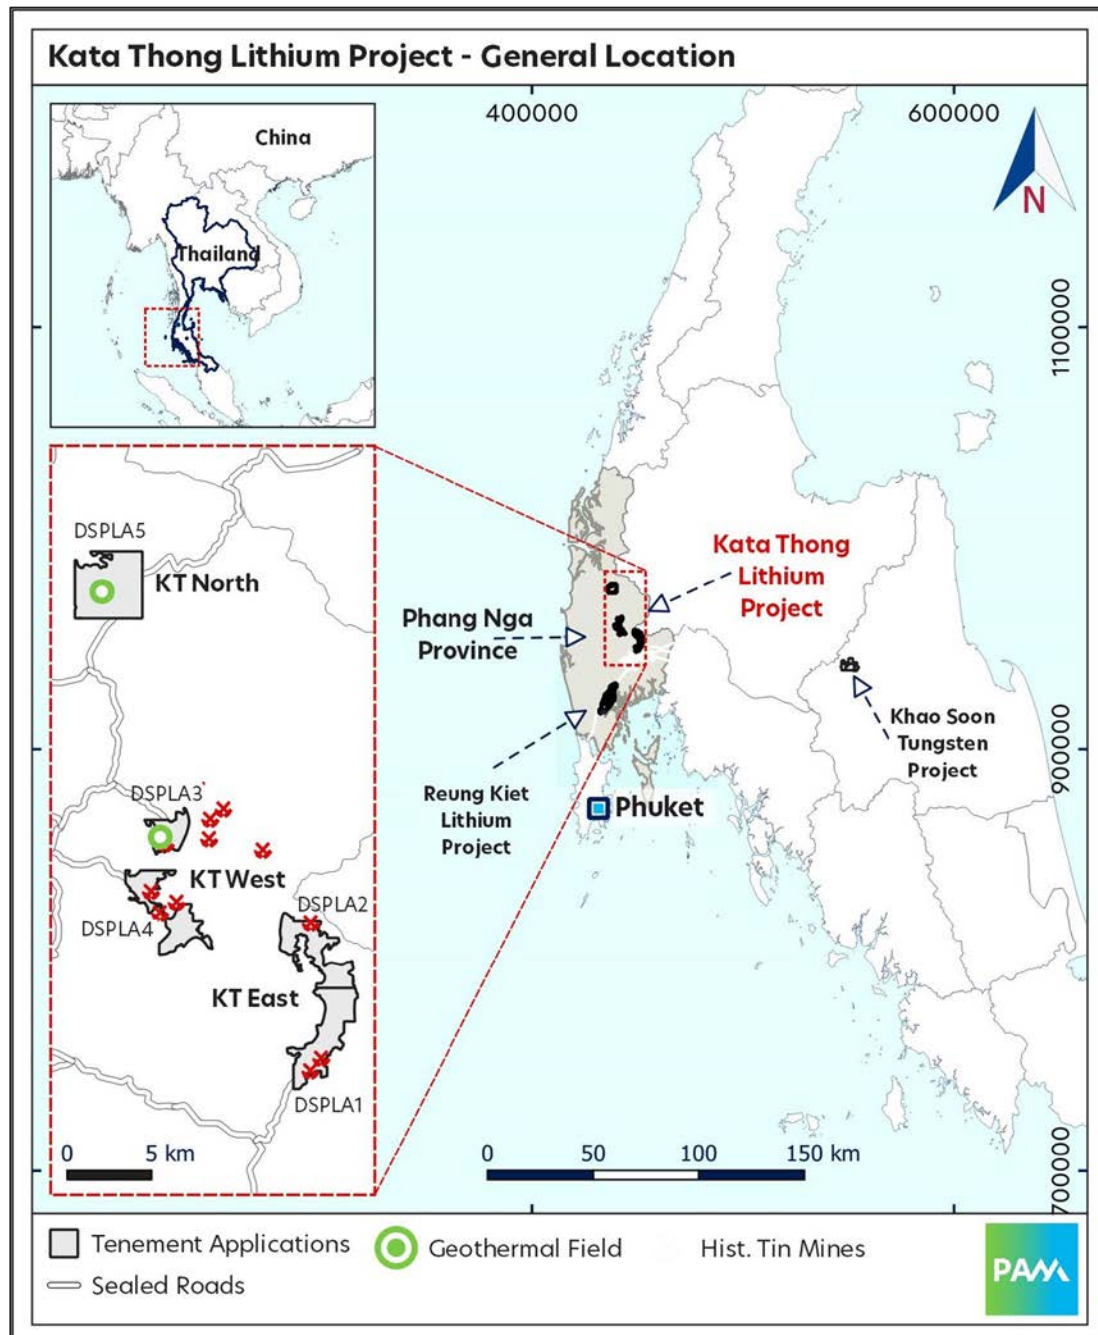 Kata Thong Lithium Project - General Location
400000
600000
China
Thailand
N
1100000
DSPLA5
KT North
Kata Thong
Lithium
Project
Phang Nga
Province
Khao Soon
Tungsten
Project
900000
Reung Kiet
Lithium
Project
Phuket
DSPLA3
KT West
DSPLA2
DSPLA4
KT East
DSPLA1
0 5 km
0 50 100 150 km
700000
Tenement Applications
Geothermal Field
Hist. Tin Mines
Sealed Roads
PAM